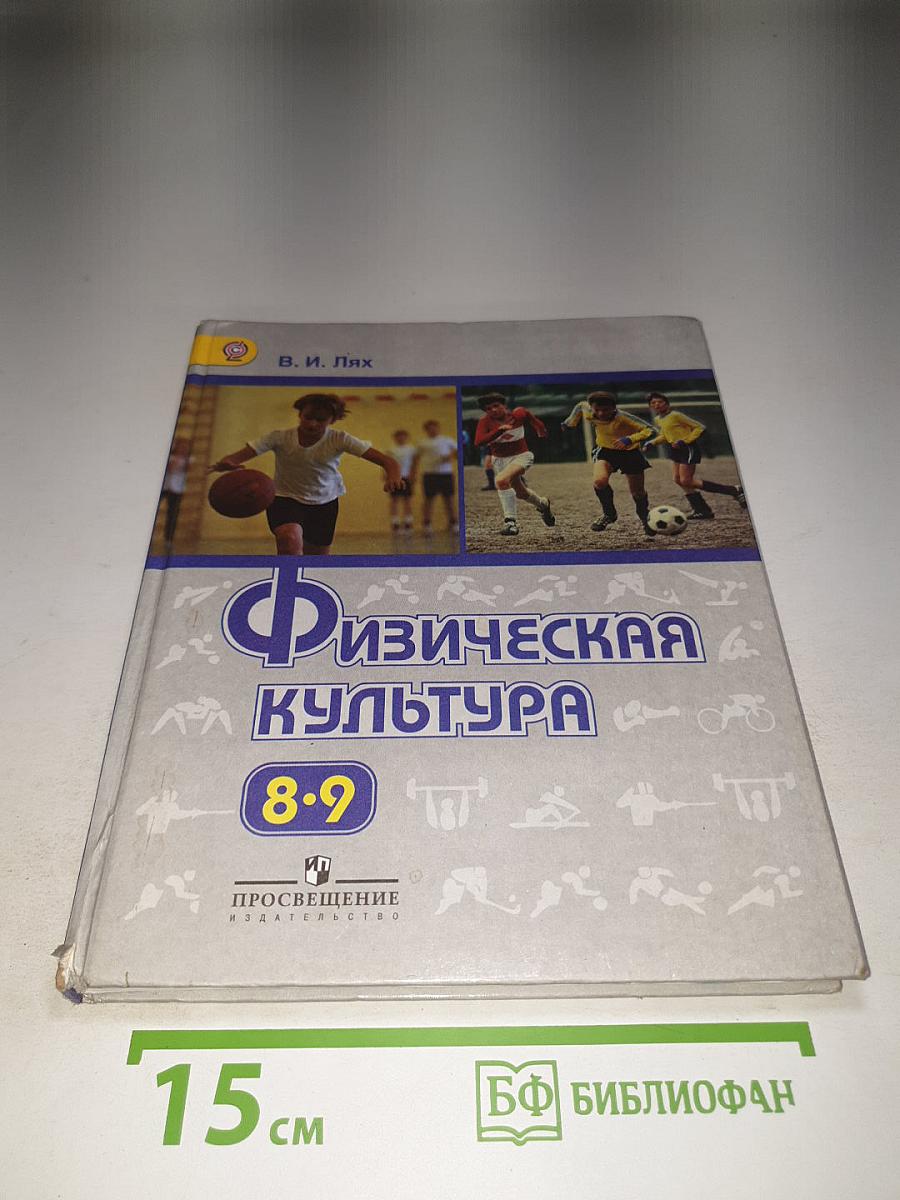 В. И. Лях
Физическая
культура
8•9
ПРОСВЕЩЕНИЕ
ИЗДАТЕЛЬСТВО
15 см
БФ БИБЛИОФАН